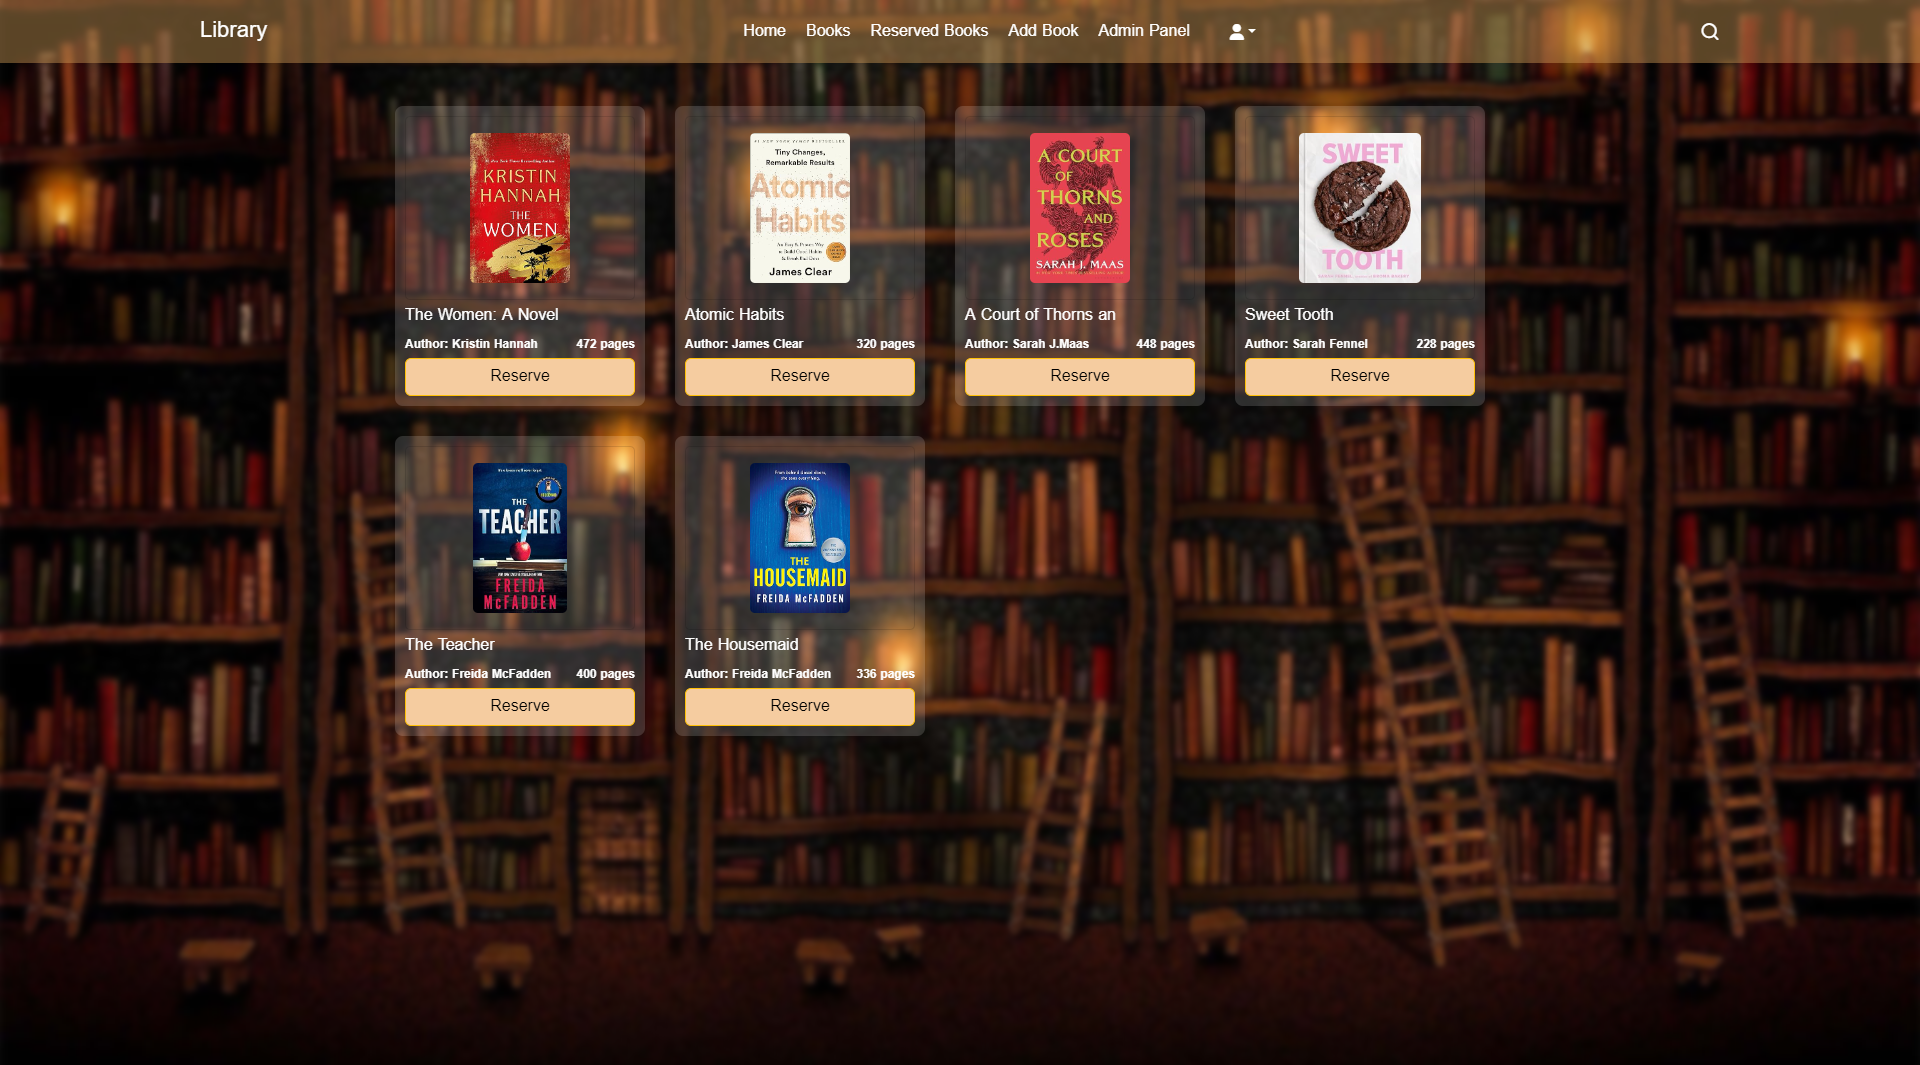 Library
Home Books Reserved Books Add Book Admin Panel
KRISTIN
HANNAH
THE
WOMEN
The Women: A Novel
Author: Kristin Hannah 472 pages
Reserve
Tiny Changes,
Remarkable Results
Atomic
Habits
James Clear
Atomic Habits
Author: James Clear 320 pages
Reserve
A COURT
OF
THORNS
AND
ROSES
SARAH J. MAAS
A Court of Thorns an
Author: Sarah J.Maas 448 pages
Reserve
SWEET
TOOTH
Sweet Tooth
Author: Sarah Fennel 228 pages
Reserve
THE
TEACHER
FREIDA
McFADDEN
The Teacher
Author: Freida McFadden 400 pages
Reserve
THE
HOUSEMAID
FREIDA McFADDEN
The Housemaid
Author: Freida McFadden 336 pages
Reserve